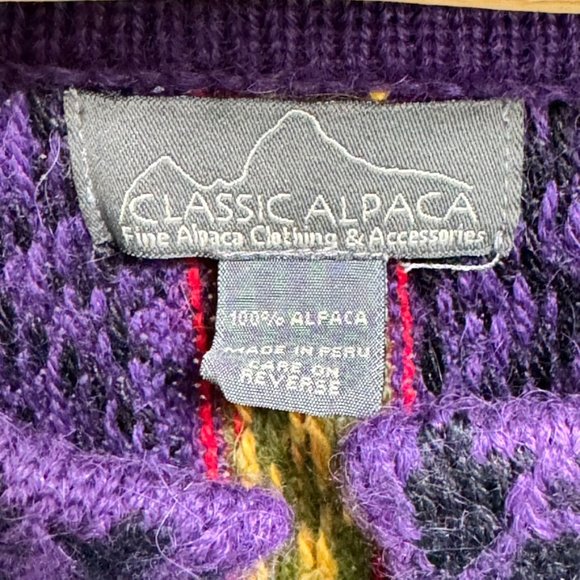 CLASSIC ALPACA
Fine Alpaca Clothing & Accessories
100% ALPACA
MADE IN PERU
CARE ON
REVERSE